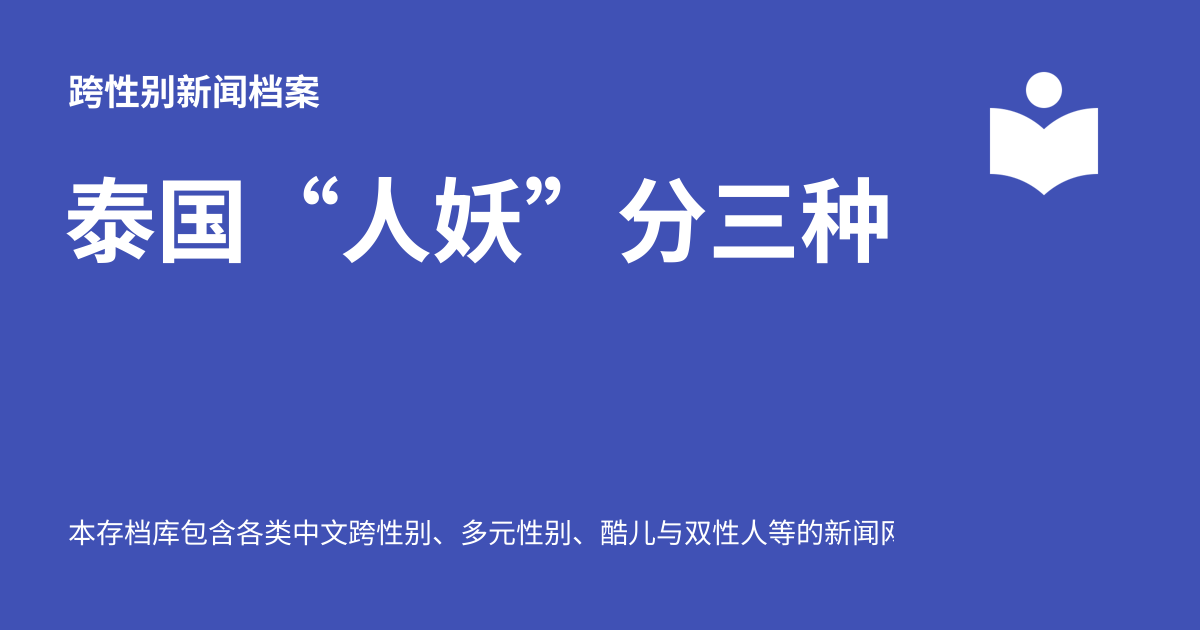 跨性别新闻档案
泰国“人妖”分三种
本存档库包含各类中文跨性别、多元性别、酷儿与双性人等的新闻网